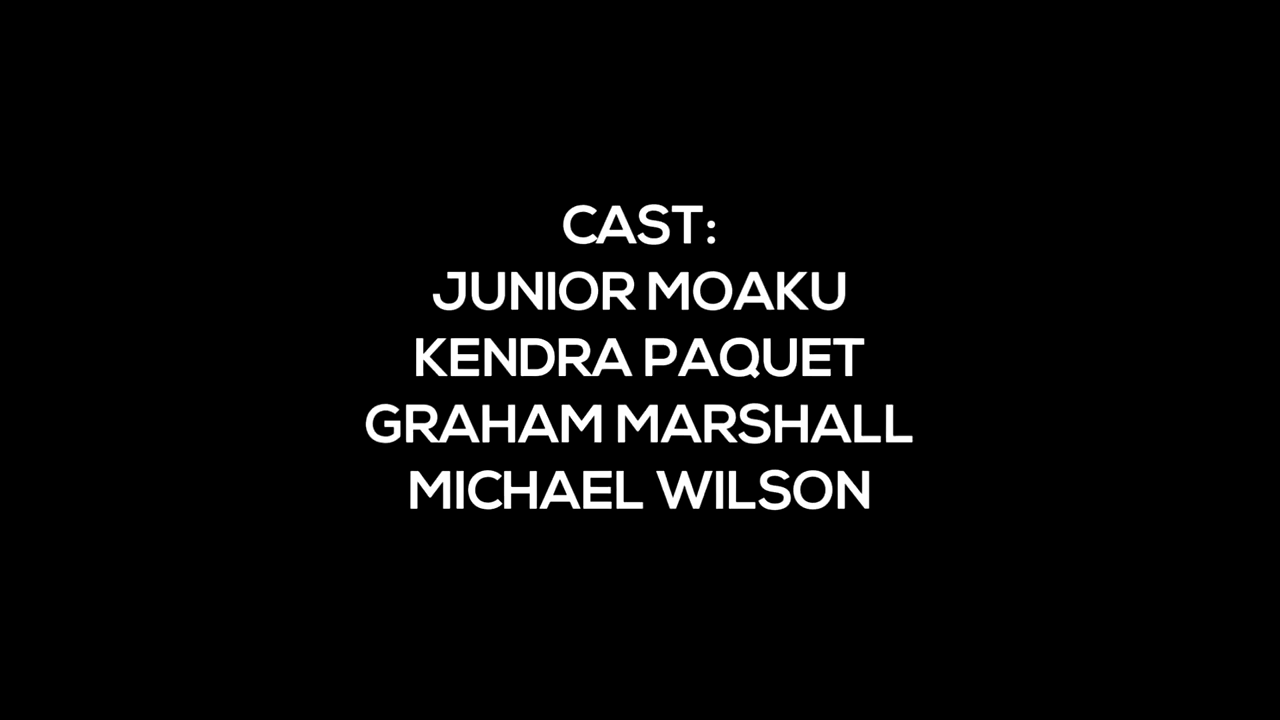 CAST:
JUNIOR MOAKU
KENDRA PAQUET
GRAHAM MARSHALL
MICHAEL WILSON